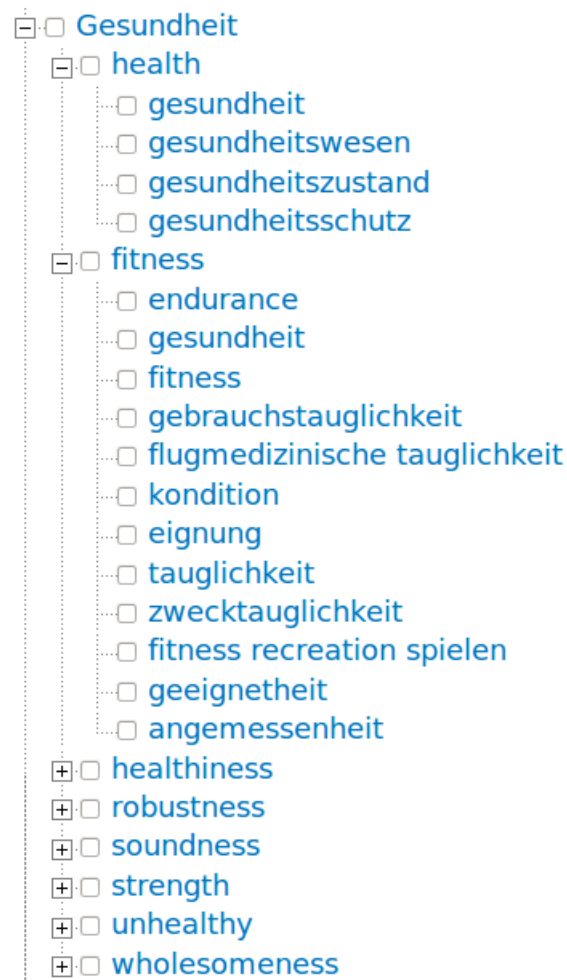 Gesundheit
health
gesundheit
gesundheitswesen
gesundheitszustand
gesundheitsschutz
fitness
endurance
gesundheit
fitness
gebrauchstauglichkeit
flugmedizinische tauglichkeit
kondition
eignung
tauglichkeit
zwecktauglichkeit
fitness recreation spielen
geeignetheit
angemessenheit
healthiness
robustness
soundness
strength
unhealthy
wholesomeness